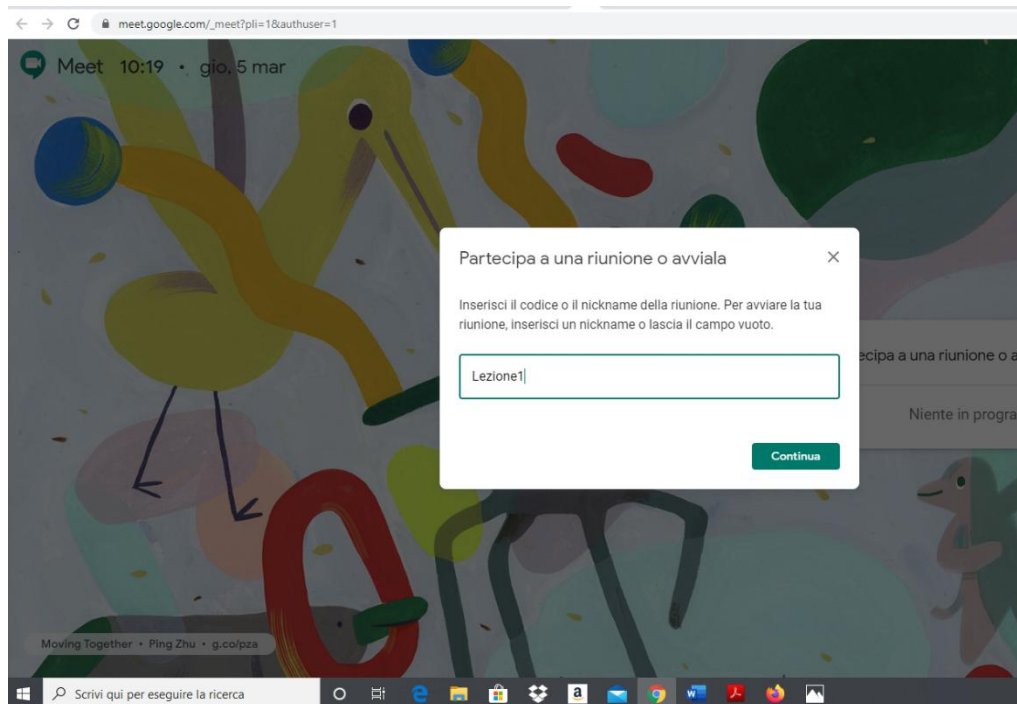 meet.google.com/_meet?pli=1&authuser=1
Meet 10:19 • gio, 5 mar
Partecipa a una riunione o avviala
Inserisci il codice o il nickname della riunione. Per avviare la tua
riunione, inserisci un nickname o lascia il campo vuoto.
Lezione1
Continua
ecipa a una riunione o a
Niente in progra
Moving Together • Ping Zhu • g.co/pza
Scrivi qui per eseguire la ricerca